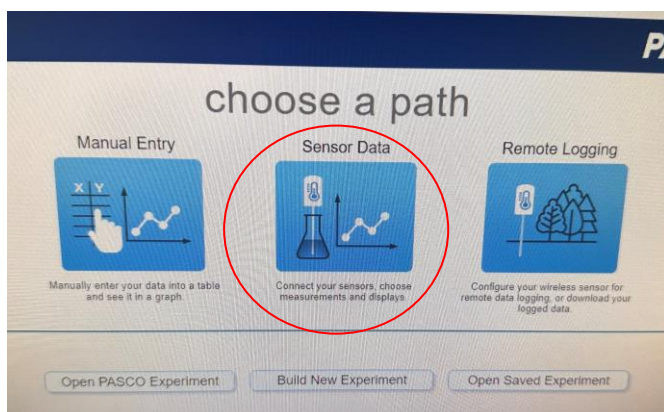 choose a path
Manual Entry
Sensor Data
Remote Logging
X Y
Manually enter your data into a table
and see it in a graph.
Connect your sensors, choose
measurements and displays.
Configure your wireless sensor for
remote data logging, or download your
logged data.
Open PASCO Experiment
Build New Experiment
Open Saved Experiment